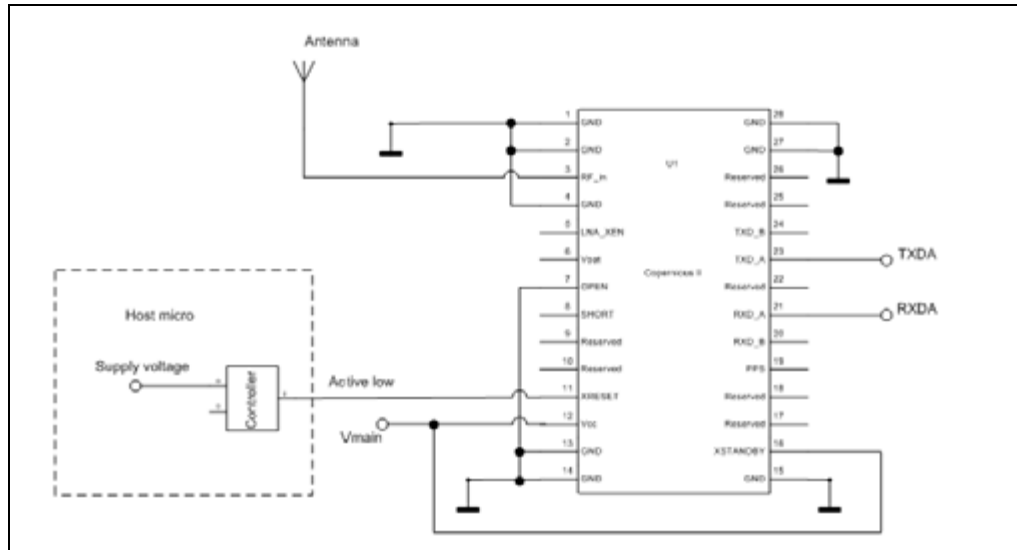 Antenna
1 GND
2 GND
3 RF_in
4 GND
5 LNA_XEN
6 Vbat
7 OPEN
8 SHORT
9 Reserved
10 Reserved
11 XRESET
12 Vcc
13 GND
14 GND
U1
Copernicus II
GND 28
GND 27
Reserved 26
Reserved 25
TXD_B 24
TXD_A 23
Reserved 22
RXD_A 21
RXD_B 20
PPS 19
Reserved 18
Reserved 17
XSTANDBY 16
GND 15
TXDA
RXDA
Host micro
Supply voltage
Controller
Active low
Vmain